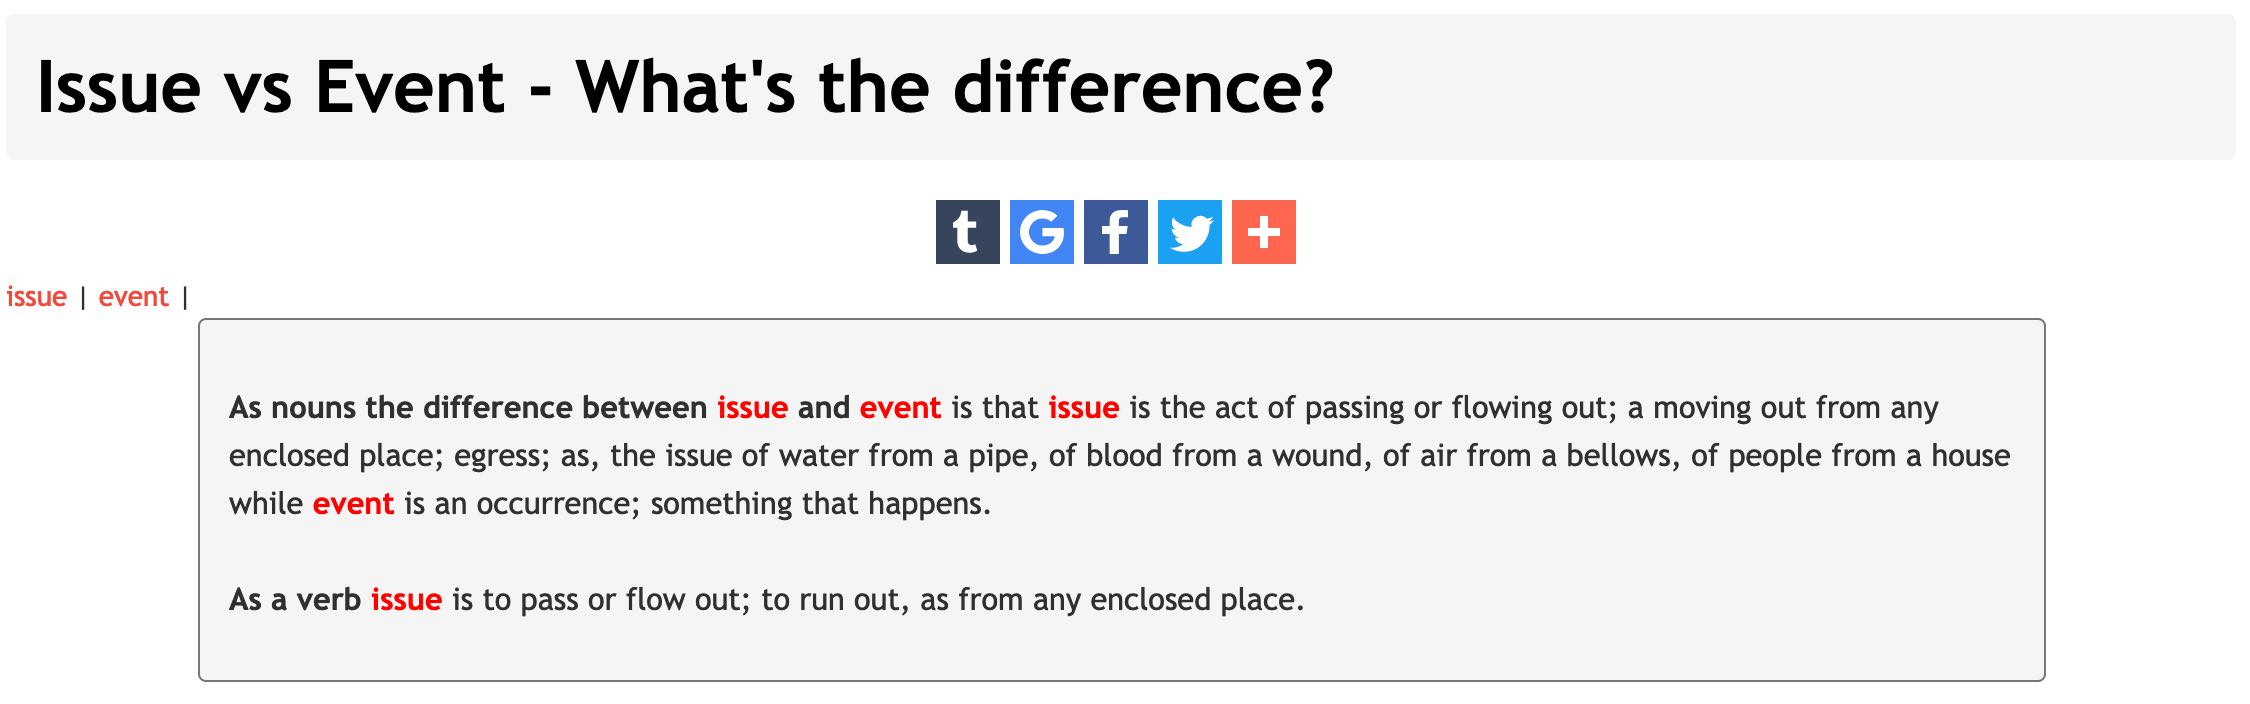 Issue vs Event - What's the difference?
issue | event |
As nouns the difference between issue and event is that issue is the act of passing or flowing out; a moving out from any
enclosed place; egress; as, the issue of water from a pipe, of blood from a wound, of air from a bellows, of people from a house
while event is an occurrence; something that happens.
As a verb issue is to pass or flow out; to run out, as from any enclosed place.